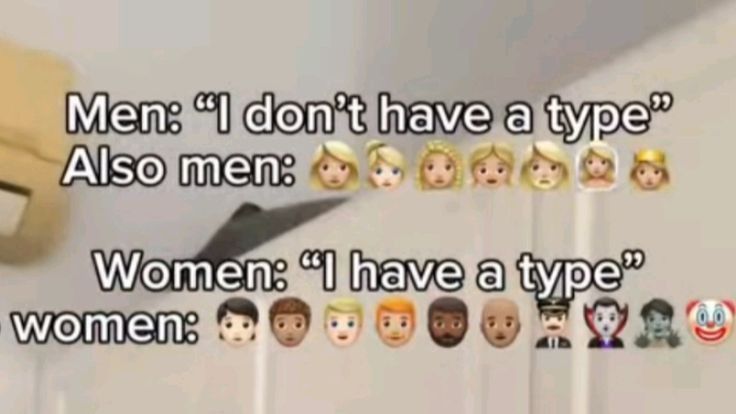 Men: “I don’t have a type”
Also men: 👩🏼👱🏻‍♀️🧕🏼👧🏼👩🏼👰🏼‍♀️👸🏼
Women: “I have a type”
women: 🧑🏻👨🏽‍🦱👱🏻‍♂️👨🏼‍🦰🧔🏾‍♂️👨🏽‍🦲👨🏻‍✈️🧛🏻‍♂️🧟‍♂️🤡